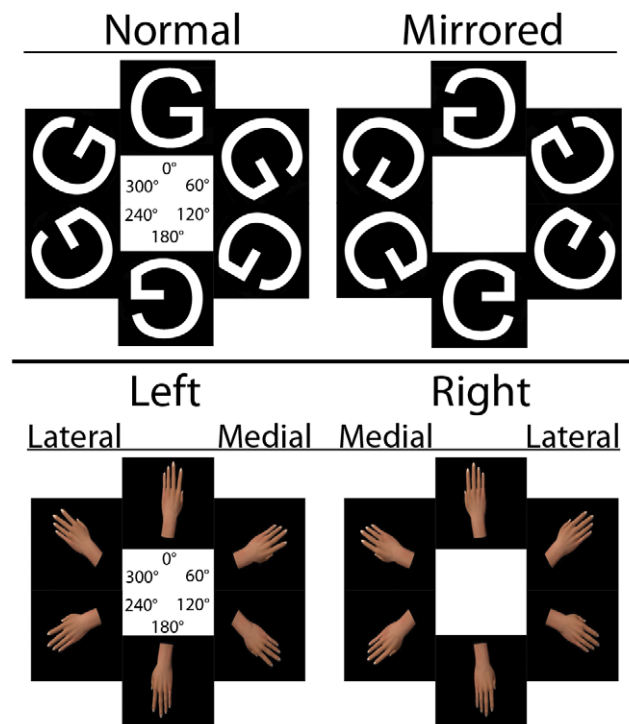 Normal
Mirrored
G
0°
300° 60°
240° 120°
180°
Left
Right
Lateral
Medial
Medial
Lateral
0°
300° 60°
240° 120°
180°